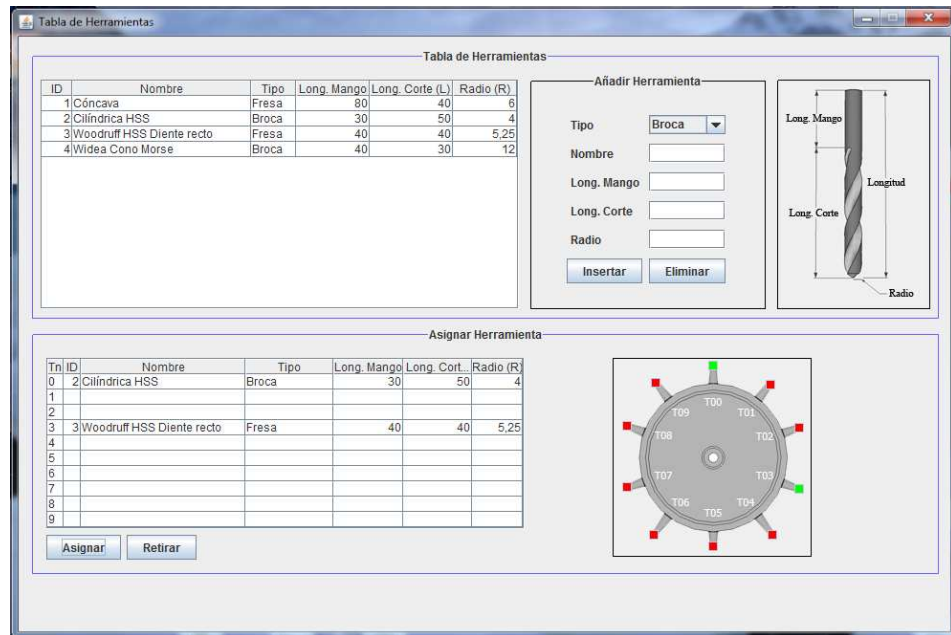 Tabla de Herramientas
Tabla de Herramientas
ID Nombre Tipo Long. Mango Long. Corte (L) Radio (R)
1 Cóncava Fresa 80 40 6
2 Cilíndrica HSS Broca 30 50 4
3 Woodruff HSS Diente recto Fresa 40 40 5,25
4 Widea Cono Morse Broca 40 30 12
Añadir Herramienta
Tipo Broca
Nombre
Long. Mango
Long. Corte
Radio
Insertar Eliminar
Long. Mango
Longitud
Long. Corte
Radio
Asignar Herramienta
Tn ID Nombre Tipo Long. Mango Long. Cort... Radio (R)
0 2 Cilíndrica HSS Broca 30 50 4
1
2
3 3 Woodruff HSS Diente recto Fresa 40 40 5,25
4
5
6
7
8
9
Asignar Retirar
T00
T09 T01
T08 T02
T07 T03
T06 T04
T05